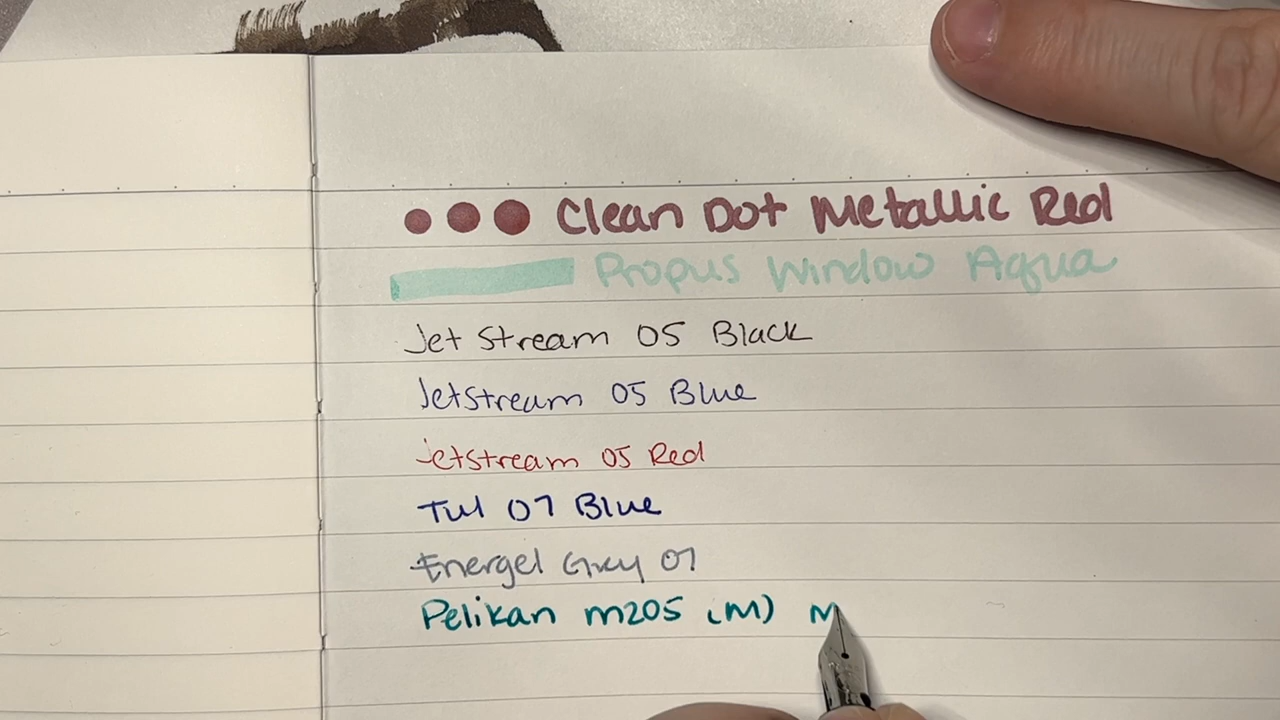 Clean Dot Metallic Red
Propus Window Aqua
Jet Stream 05 Black
Jetstream 05 Blue
Jetstream 05 Red
Tul 07 Blue
Energel Grey 07
Pelikan m205 (M) M